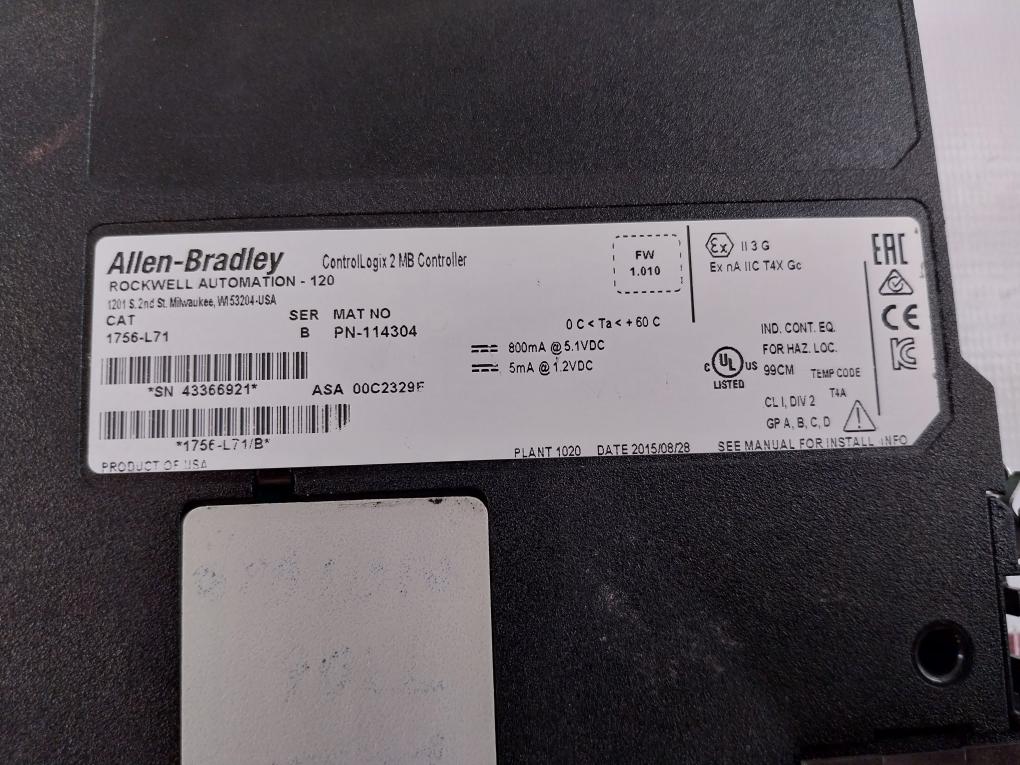 Allen-Bradley
ControlLogix 2 MB Controller
ROCKWELL AUTOMATION - 120
1201 S. 2nd St. Milwaukee, WI 53204-USA
CAT SER MAT NO
1756-L71 B PN-114304
*SN 43366921* ASA
*1756-L71/B*
PRODUCT OF USA
FW
1.010
0 C < Ta < + 60 C
800mA @ 5.1VDC
5mA @ 1.2VDC
PLANT 1020 DATE 2015/08/28
Ex II 3 G
Ex nA IIC T4X Gc
IND. CONT. EQ.
FOR HAZ. LOC.
C UL US
LISTED
99CM TEMP CODE
T4A
CL I, DIV 2
GP A, B, C, D
SEE MANUAL FOR INSTALL INFO
EAC
CE